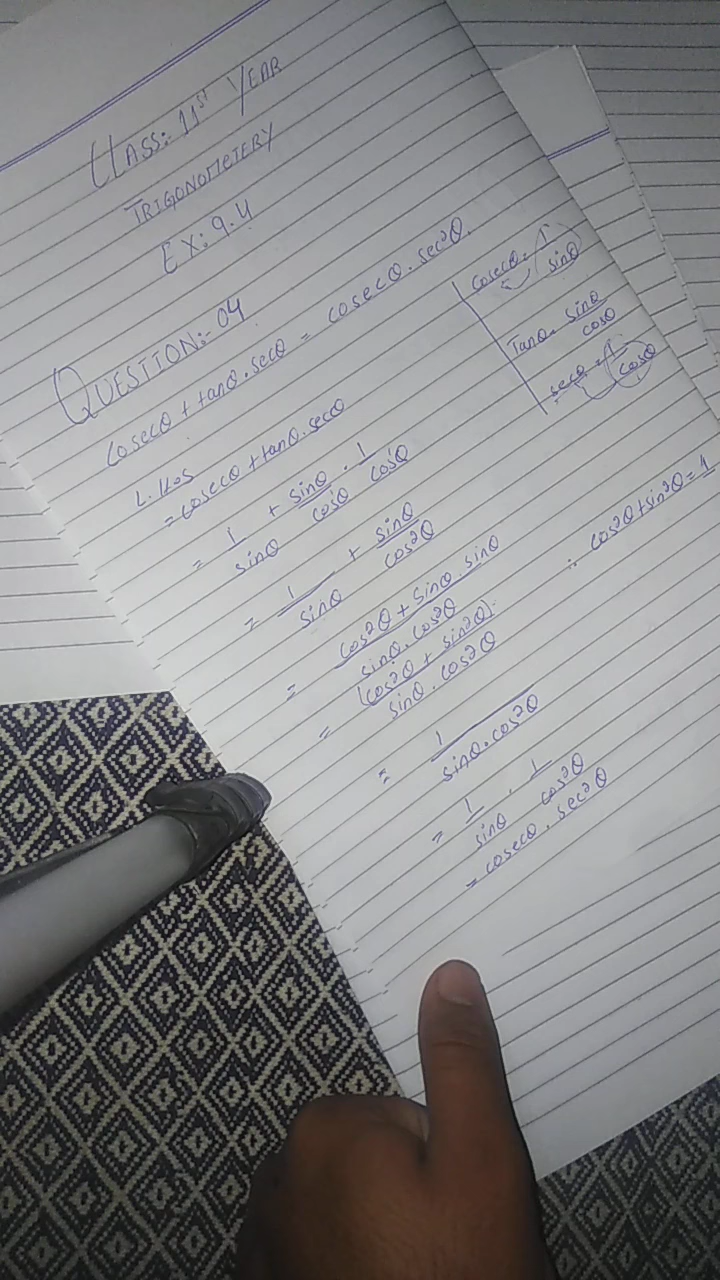 CLASS: 11st YEAR
TRIGONOMETERY
EX: 9.4
QUESTION:- 04
cosecθ + tanθ . secθ = cosecθ . sec²θ.
cosecθ = 1/sinθ
Tanθ = sinθ/cosθ
secθ = 1/cosθ
L.H.S
= cosecθ + tanθ . secθ
= 1/sinθ + sinθ/cosθ . 1/cosθ
= 1/sinθ + sinθ/cos²θ
= cos²θ + sinθ . sinθ / sinθ . cos²θ
∵ cos²θ + sin²θ = 1
= (cos²θ + sin²θ) / sinθ . cos²θ
= 1 / sinθ . cos²θ
= 1/sinθ . 1/cos²θ
= cosecθ . sec²θ